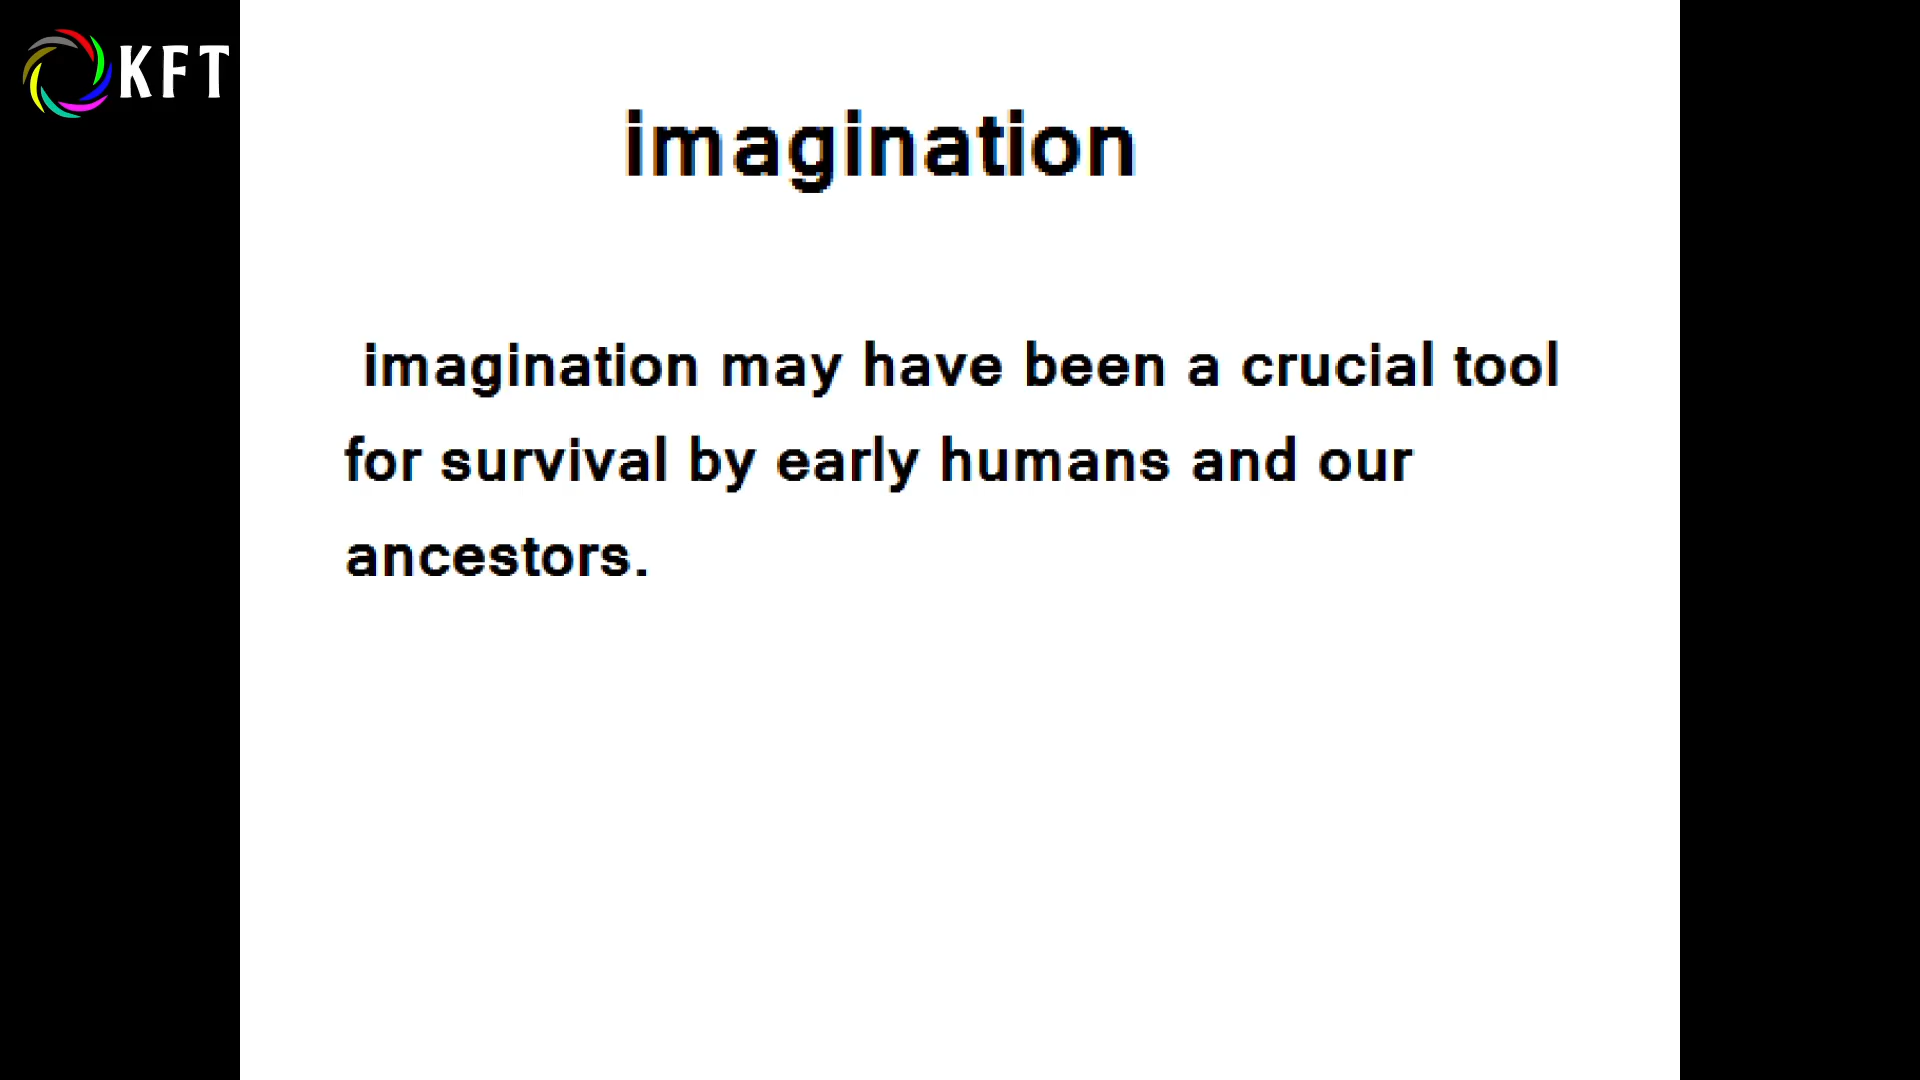 KFT
imagination
imagination may have been a crucial tool
for survival by early humans and our
ancestors.